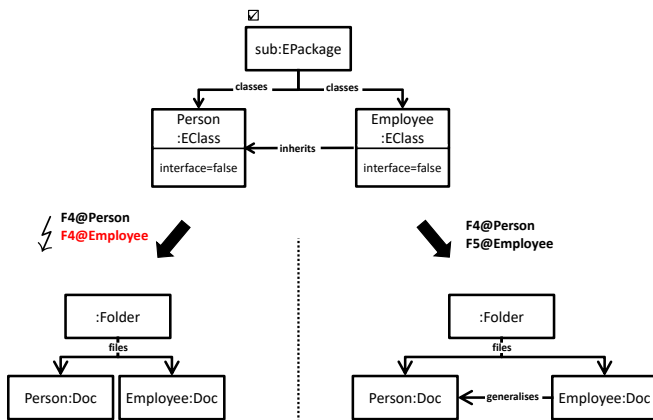 sub:EPackage
classes
classes
Person
:EClass
interface=false
inherits
Employee
:EClass
interface=false
F4@Person
F4@Employee
F4@Person
F5@Employee
:Folder
files
Person:Doc
Employee:Doc
:Folder
files
Person:Doc
generalises
Employee:Doc